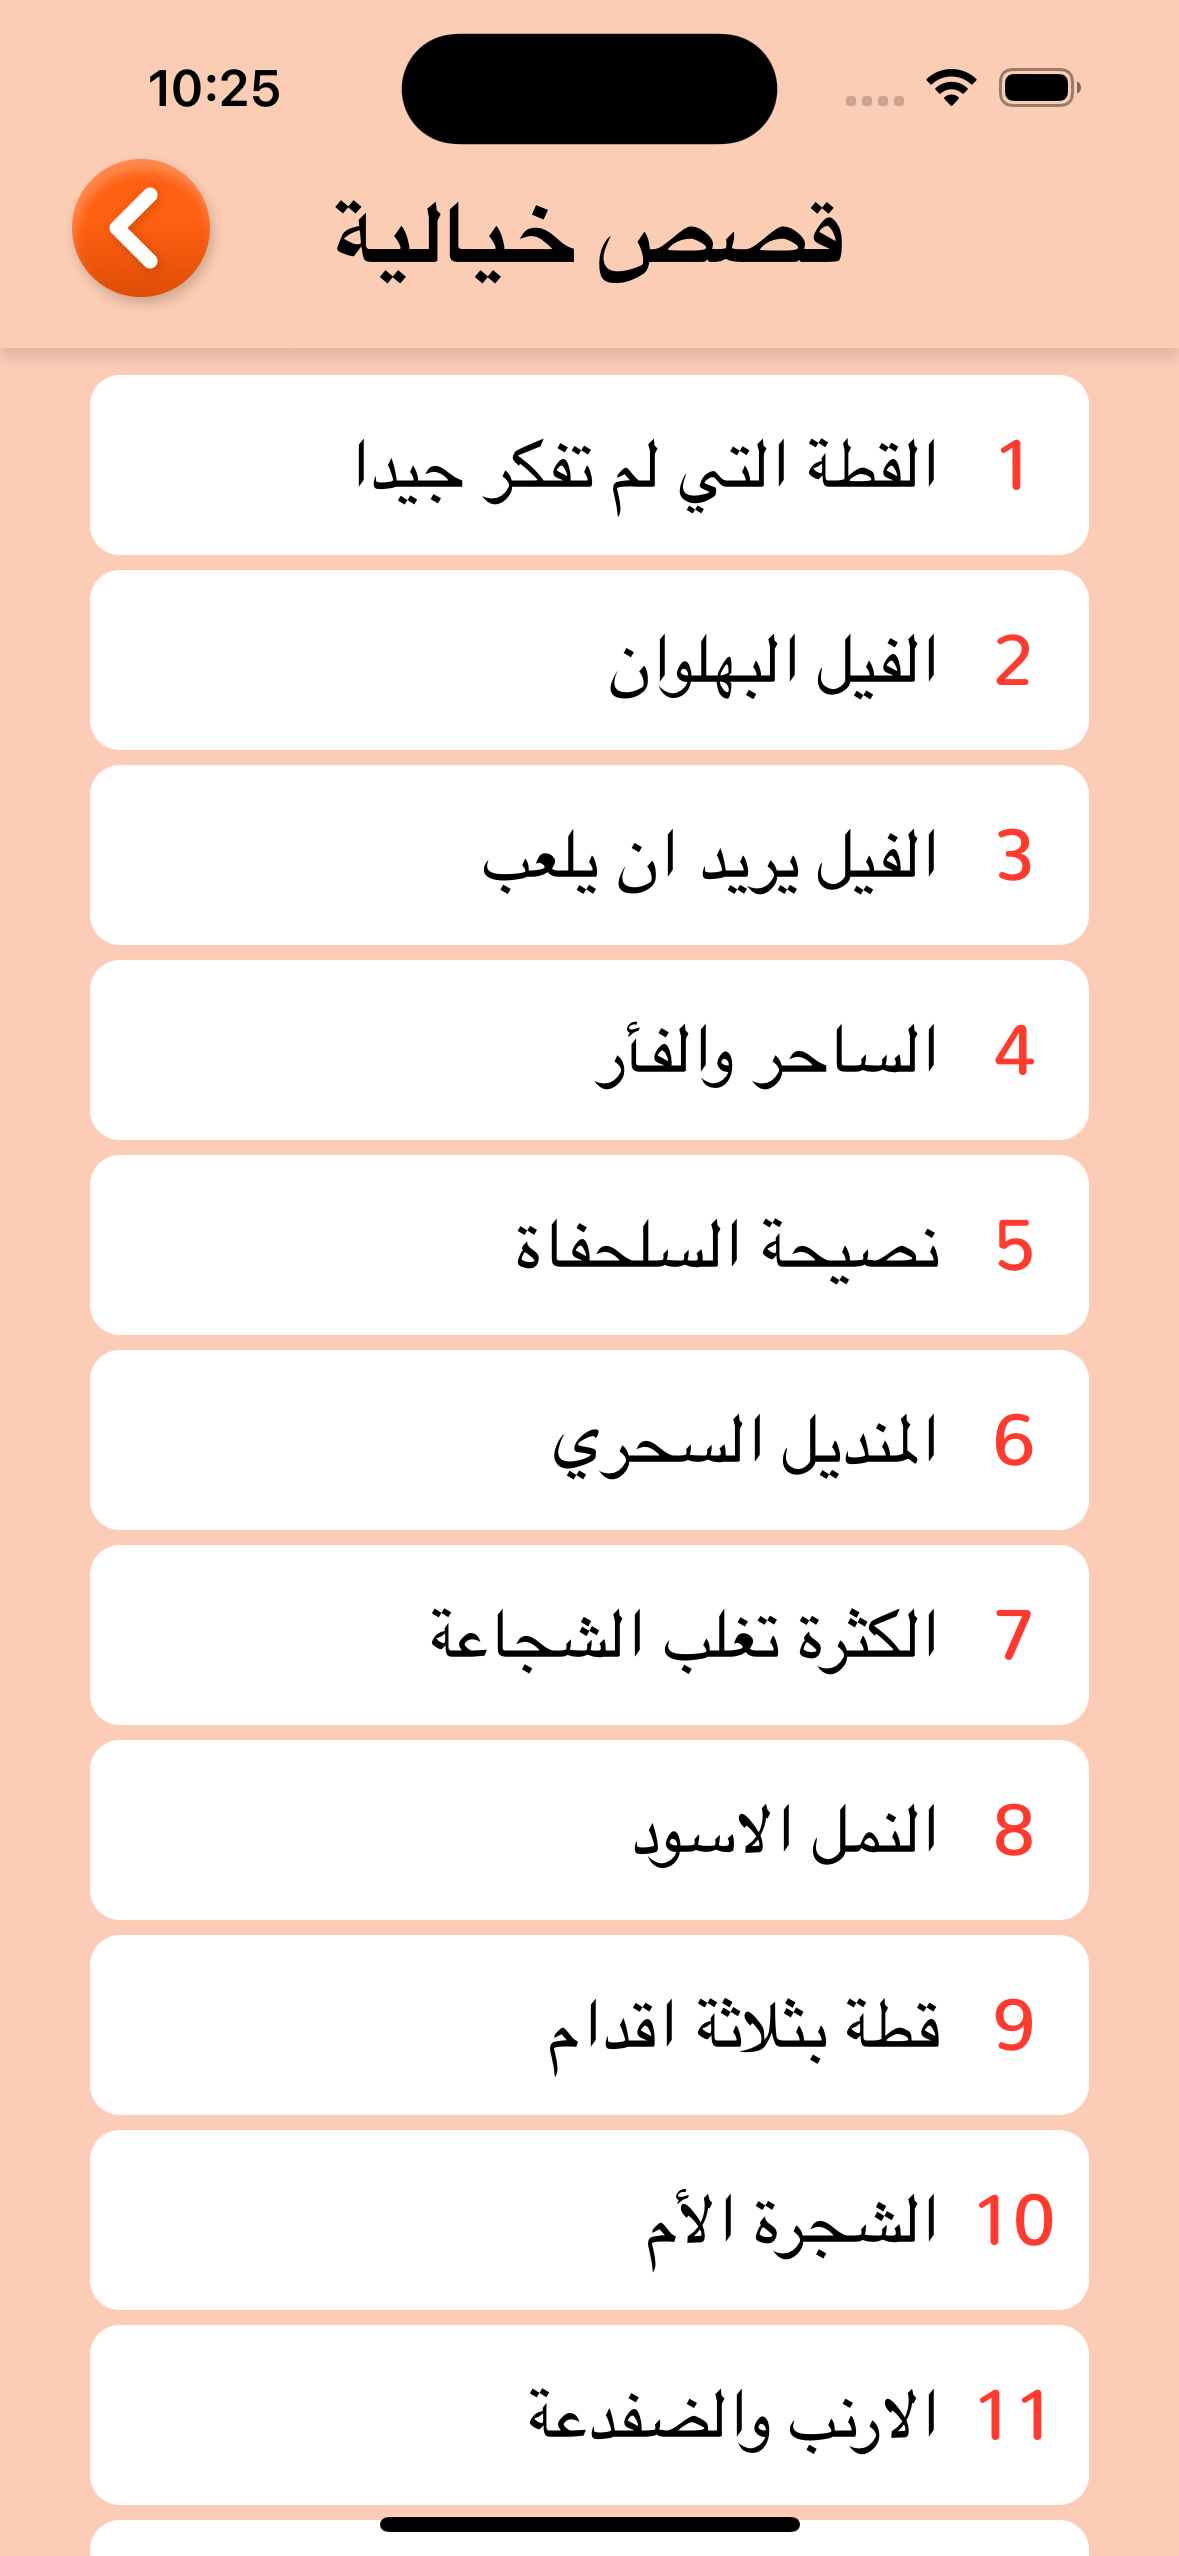 10:25
قصص خيالية
1 القطة التي لم تفكر جيدا
2 الفيل البهلوان
3 الفيل يريد ان يلعب
4 الساحر والفأر
5 نصيحة السلحفاة
6 المنديل السحري
7 الكثرة تغلب الشجاعة
8 النمل الاسود
9 قطة بثلاثة اقدام
10 الشجرة الأم
11 الارنب والضفدعة